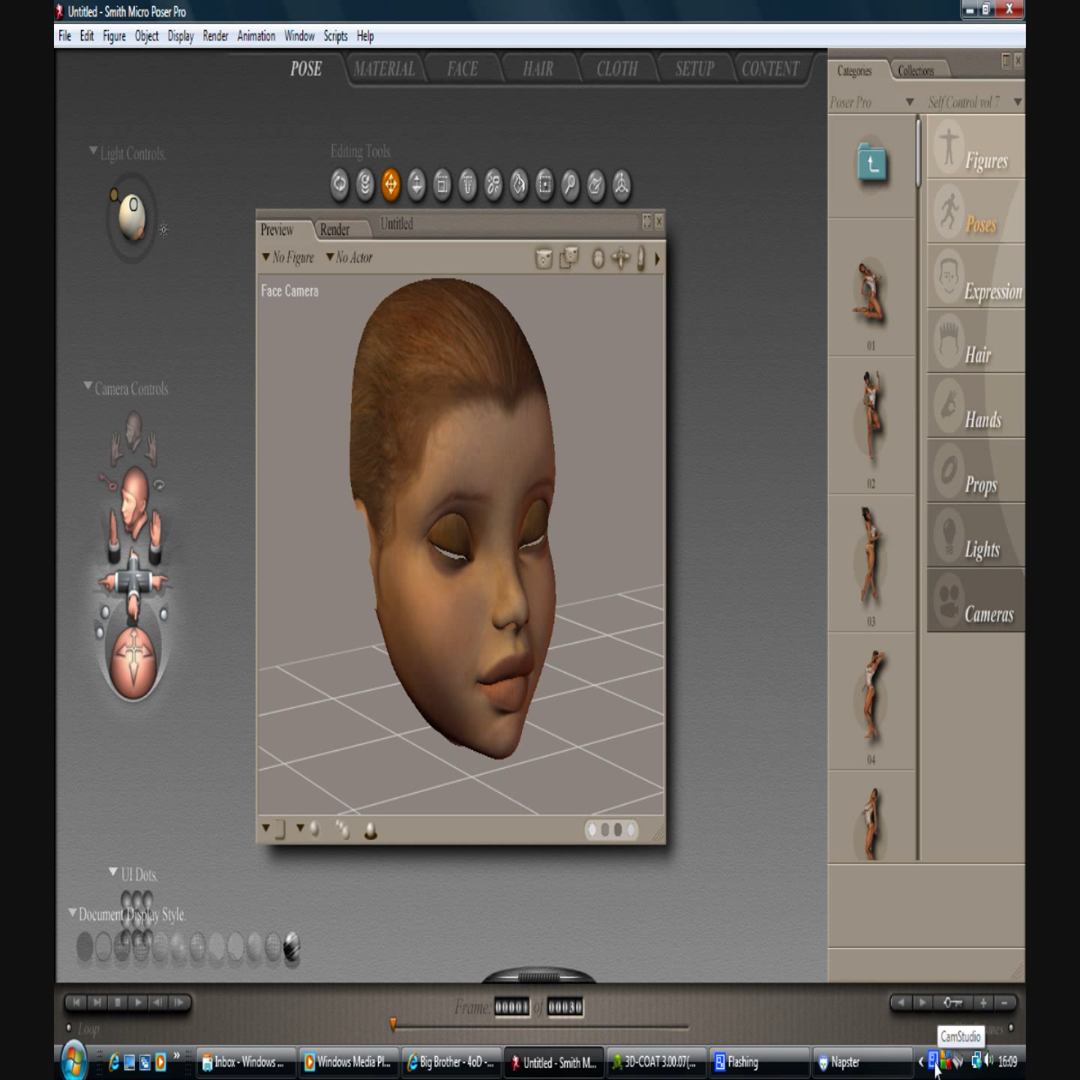 Untitled - Smith Micro Poser Pro
File Edit Figure Object Display Render Animation Window Scripts Help
POSE MATERIAL FACE HAIR CLOTH SETUP CONTENT
Categories Collections
Poser Pro Self Control vol 7
Light Controls.
Editing Tools
Preview Render Untitled
No Figure No Actor
Face Camera
Figures
Poses
Expression
Hair
Hands
Props
Lights
Cameras
01
02
03
04
Camera Controls
UI Dots.
Document Display Style.
Frame: 00001 of 00030
Loop
CamStudio
Inbox - Windows ... Windows Media Pl... Big Brother - 4oD -... Untitled - Smith M... 3D-COAT 3.00.07(... Flashing Napster 16:09